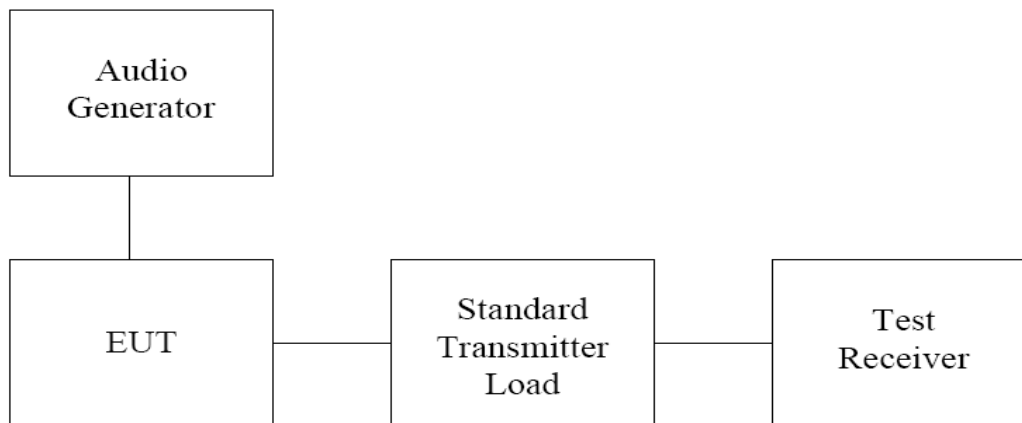 Audio
Generator
EUT
Standard
Transmitter
Load
Test
Receiver